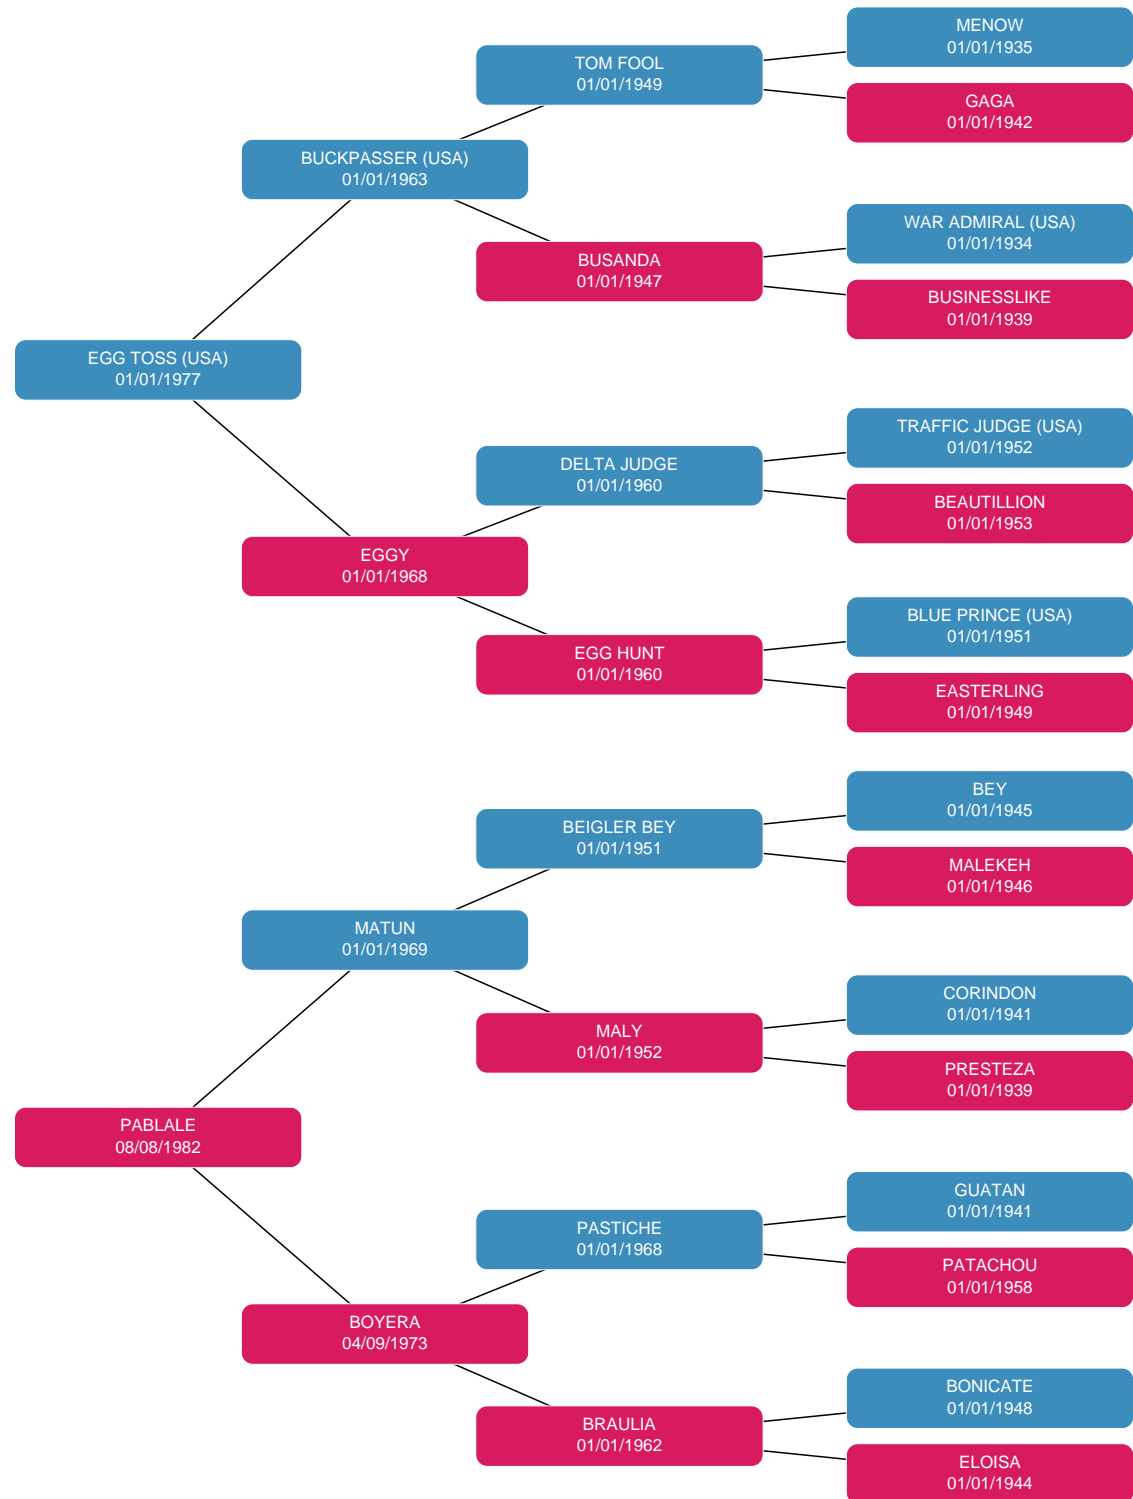 MENOW
01/01/1935
TOM FOOL
01/01/1949
GAGA
01/01/1942
BUCKPASSER (USA)
01/01/1963
WAR ADMIRAL (USA)
01/01/1934
BUSANDA
01/01/1947
BUSINESSLIKE
01/01/1939
EGG TOSS (USA)
01/01/1977
TRAFFIC JUDGE (USA)
01/01/1952
DELTA JUDGE
01/01/1960
BEAUTILLION
01/01/1953
EGGY
01/01/1968
BLUE PRINCE (USA)
01/01/1951
EGG HUNT
01/01/1960
EASTERLING
01/01/1949
BEY
01/01/1945
BEIGLER BEY
01/01/1951
MALEKEH
01/01/1946
MATUN
01/01/1969
CORINDON
01/01/1941
MALY
01/01/1952
PRESTEZA
01/01/1939
PABLALE
08/08/1982
GUATAN
01/01/1941
PASTICHE
01/01/1968
PATACHOU
01/01/1958
BOYERA
04/09/1973
BONICATE
01/01/1948
BRAULIA
01/01/1962
ELOISA
01/01/1944